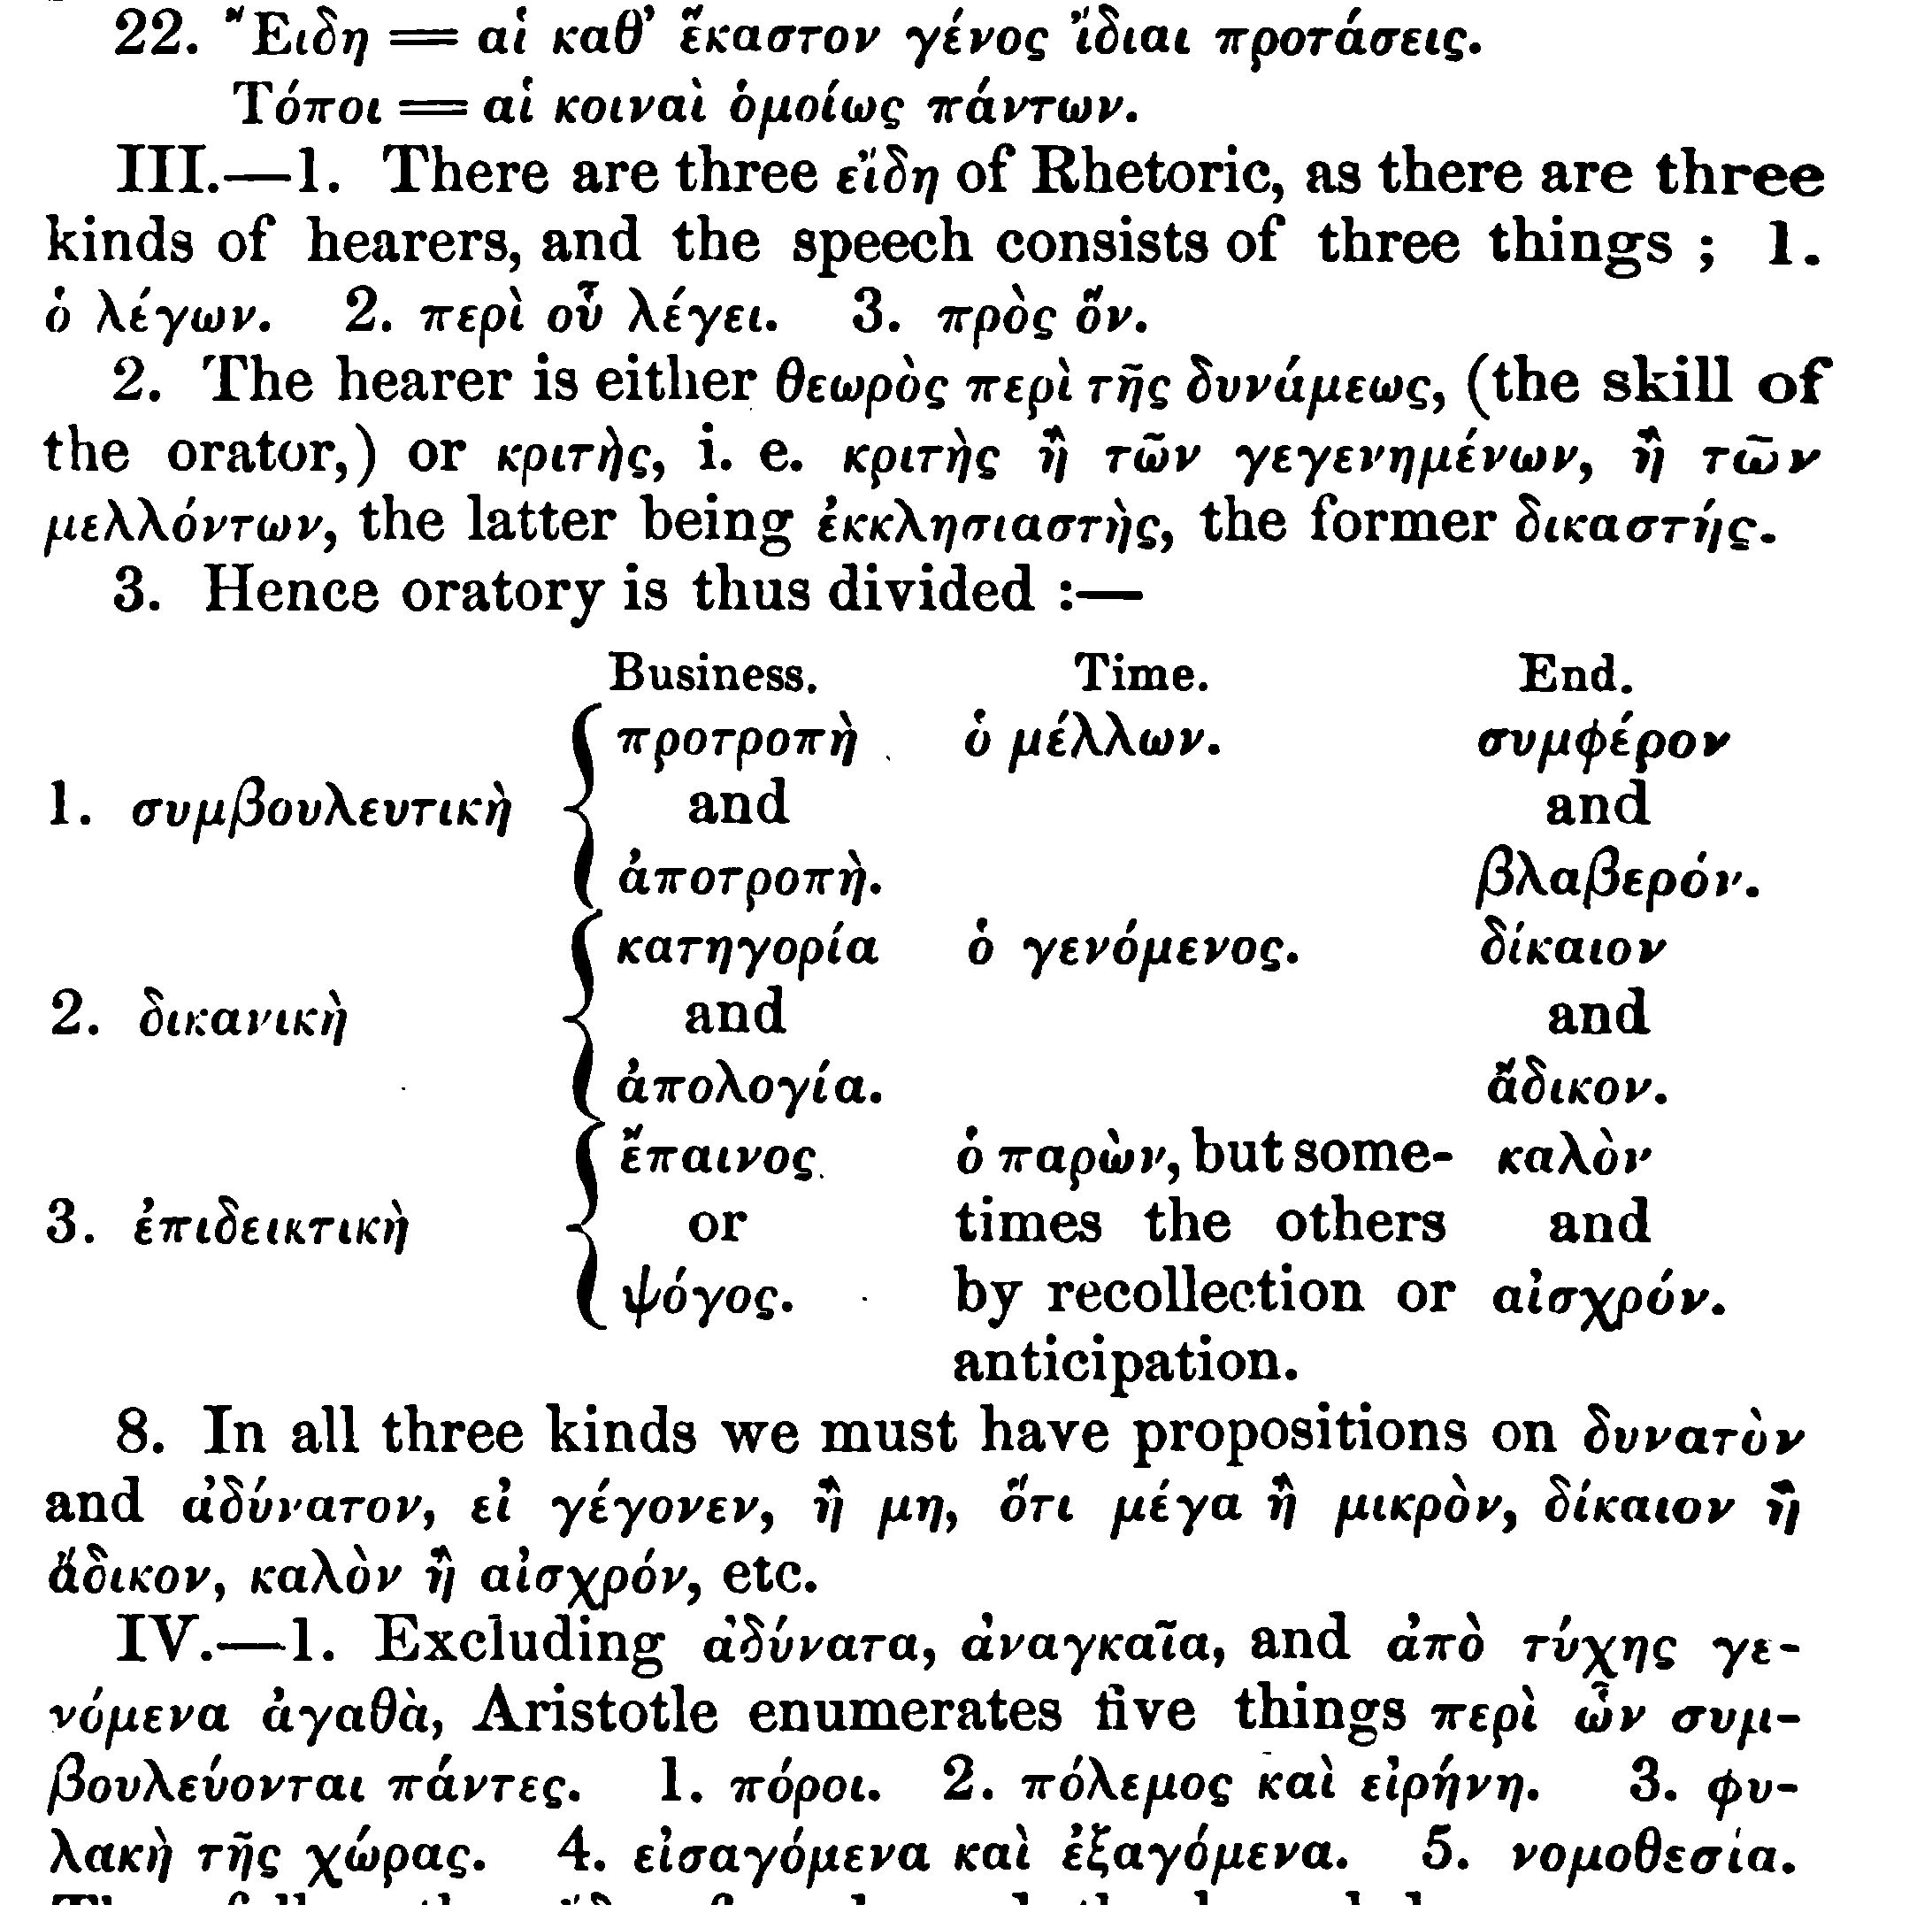 22. Ἔιδη = αἱ καθ’ ἕκαστον γένος ἴδιαι προτάσεις.
Τόποι = αἱ κοιναὶ ὁμοίως πάντων.
III.—1. There are three εἴδη of Rhetoric, as there are three
kinds of hearers, and the speech consists of three things ; 1.
ὁ λέγων. 2. περὶ οὗ λέγει. 3. πρὸς ὅν.
2. The hearer is either θεωρὸς περὶ τῆς δυνάμεως, (the skill of
the orator,) or κριτὴς, i. e. κριτὴς ἢ τῶν γεγενημένων, ἢ τῶν
μελλόντων, the latter being ἐκκλησιαστὴς, the former δικαστής.
3. Hence oratory is thus divided :—
Business. Time. End.
προτροπὴ ὁ μέλλων. συμφέρον
1. συμβουλευτικὴ and and
ἀποτροπὴ. βλαβερόν.
κατηγορία ὁ γενόμενος. δίκαιον
2. δικανικὴ and and
ἀπολογία. ἄδικον.
ἔπαινος ὁ παρὼν, but some- καλὸν
3. ἐπιδεικτικὴ or times the others and
ψόγος. by recollection or αἰσχρόν.
anticipation.
8. In all three kinds we must have propositions on δυνατὸν
and ἀδύνατον, εἰ γέγονεν, ἢ μη, ὅτι μέγα ἢ μικρὸν, δίκαιον ἢ
ἄδικον, καλὸν ἢ αἰσχρόν, etc.
IV.—1. Excluding ἀδύνατα, ἀναγκαῖα, and ἀπὸ τύχης γε-
νόμενα ἀγαθὰ, Aristotle enumerates five things περὶ ὧν συμ-
βουλεύονται πάντες. 1. πόροι. 2. πόλεμος καὶ εἰρήνη. 3. φυ-
λακὴ τῆς χώρας. 4. εἰσαγόμενα καὶ ἐξαγόμενα. 5. νομοθεσία.